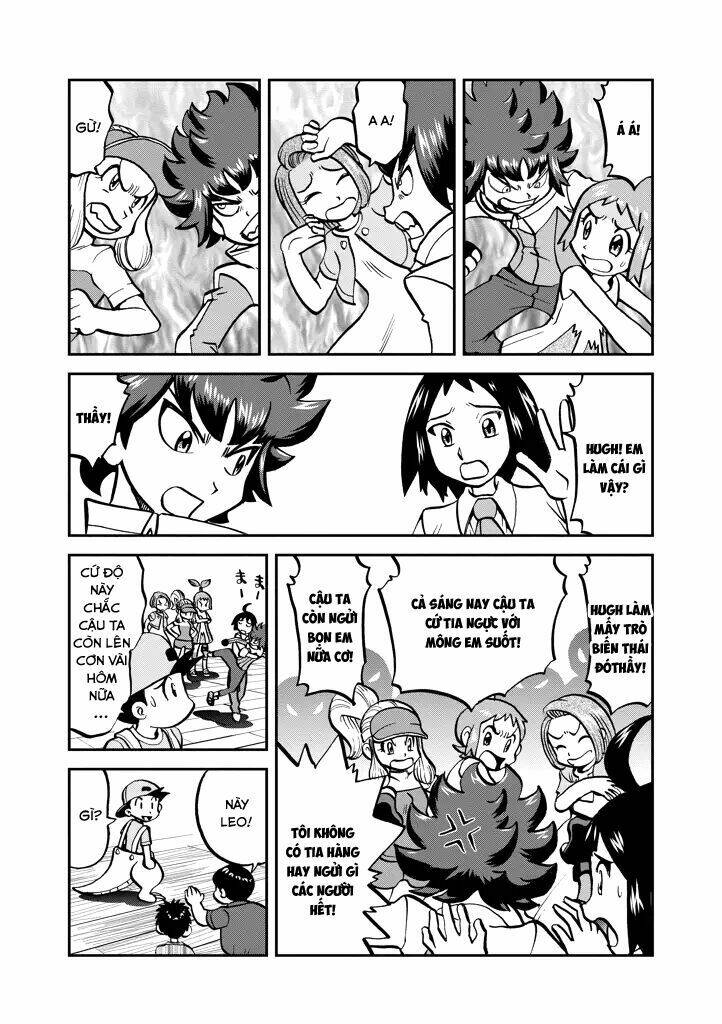 Á Á!
A A!
GỪ!
HUGH! EM
LÀM CÁI GÌ
VẬY?
THẦY!
HUGH LÀM
MẤY TRÒ
BIẾN THÁI
ĐÓTHẦY!
CẢ SÁNG NAY CẬU TA
CỨ TIA NGỰC VỚI
MÔNG EM SUỐT!
CẬU TA
CÒN NGỬI
BỌN EM
NỮA CƠ!
TÔI KHÔNG
CÓ TIA HÀNG
HAY NGỬI GÌ
CÁC NGƯỜI
HẾT!
CỨ ĐỘ
NÀY
CHẮC
CẬU TA
CÒN LÊN
CƠN VÀI
HÔM
NỮA
...
まーまー
NÀY
LEO!
GÌ?